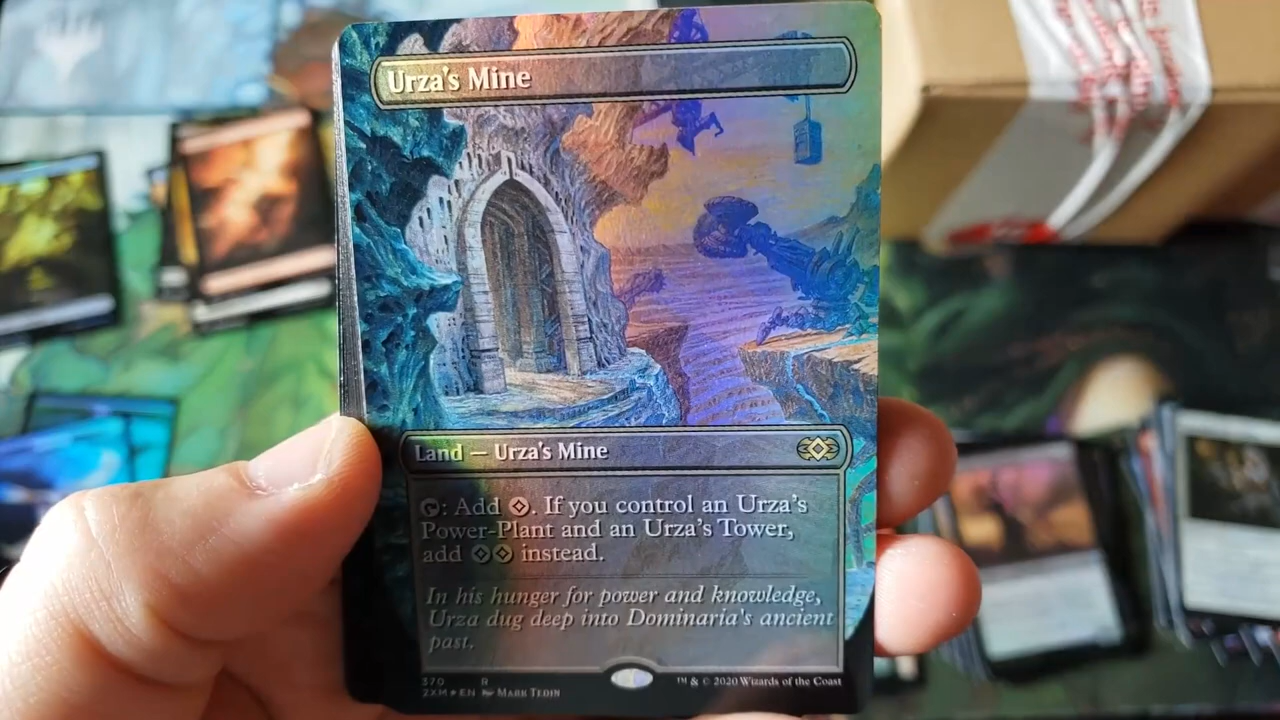 Urza's Mine
Land — Urza's Mine
: Add . If you control an Urza's
Power-Plant and an Urza's Tower,
add instead.
In his hunger for power and knowledge,
Urza dug deep into Dominaria's ancient
past.
370 R
2XM ★ EN Mark Tedin
™ & © 2020 Wizards of the Coast